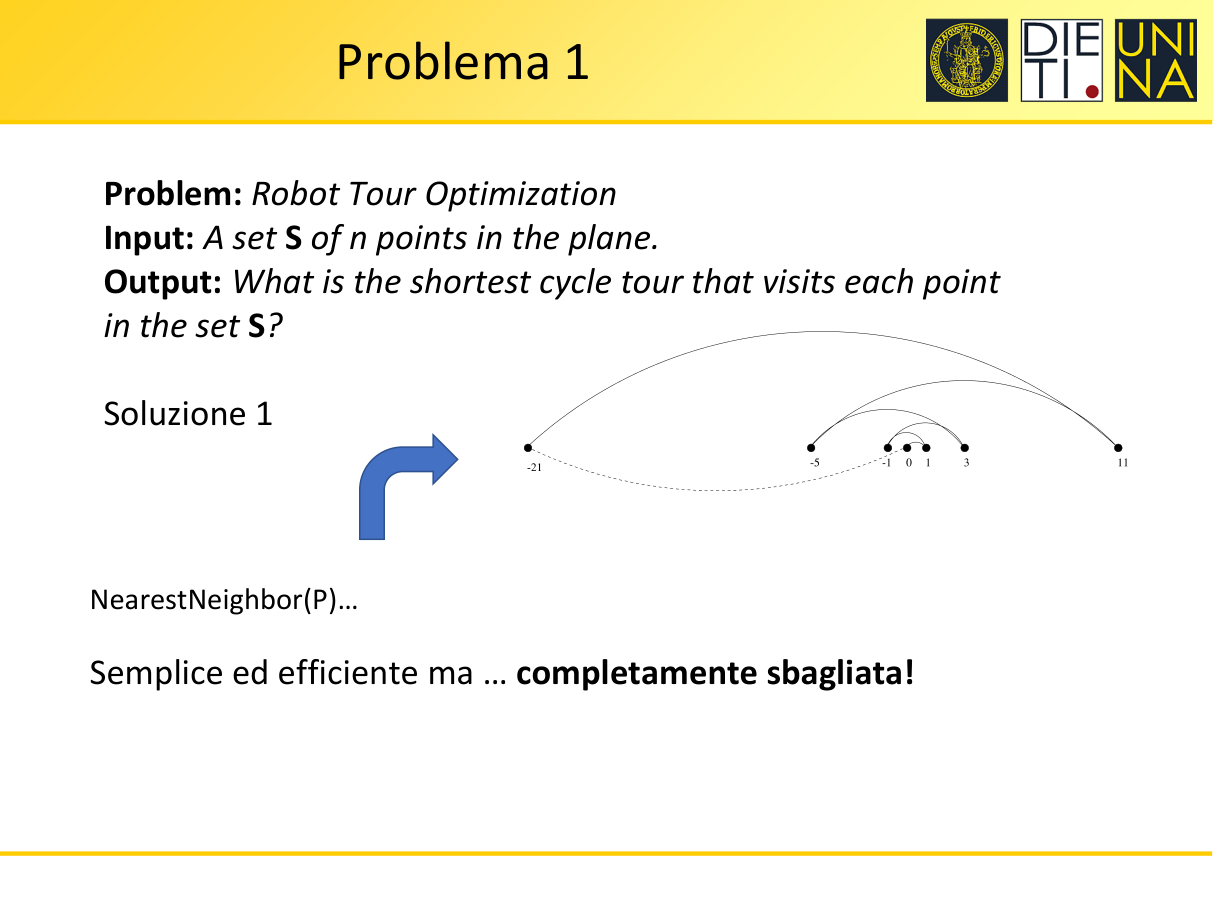 Problema 1
DIE
TI.
UNI
NA
Problem: Robot Tour Optimization
Input: A set S of n points in the plane.
Output: What is the shortest cycle tour that visits each point
in the set S?
Soluzione 1
-21 -5 -1 0 1 3 11
NearestNeighbor(P)…
Semplice ed efficiente ma … completamente sbagliata!